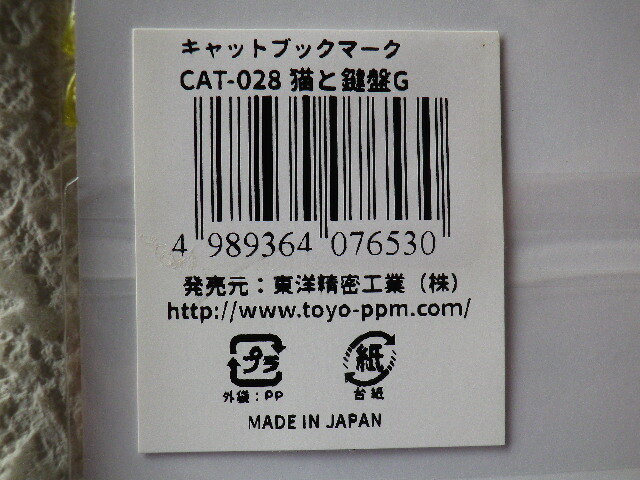 キャットブックマーク
CAT-028 猫と鍵盤G
4 989364 076530
発売元：東洋精密工業（株）
http://www.toyo-ppm.com/
プラ 紙
外袋：PP 台紙
MADE IN JAPAN